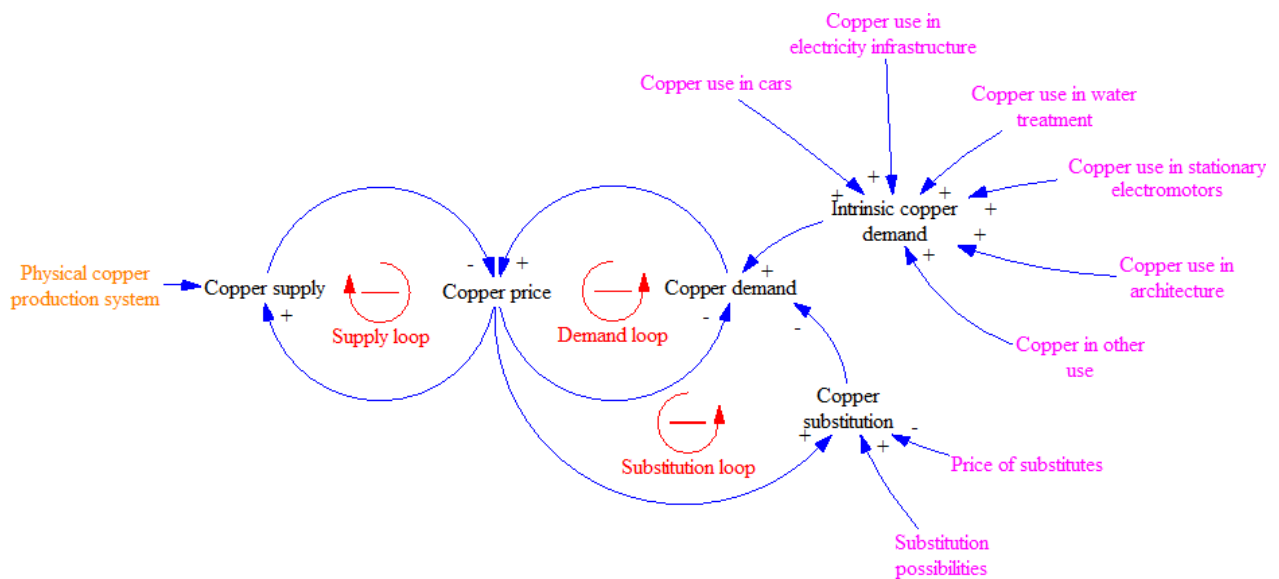 Copper use in
electricity infrastructure
Copper use in cars
Copper use in water
treatment
Copper use in stationary
electromotors
+
+
+
+
+
+
+
Intrinsic copper
demand
Physical copper
production system
Copper supply
+
Supply loop
-
+
Copper price
Demand loop
+
Copper demand
-
-
Copper use in
architecture
Copper in other
use
Copper
substitution
+
+
-
Substitution loop
Price of substitutes
Substitution
possibilities